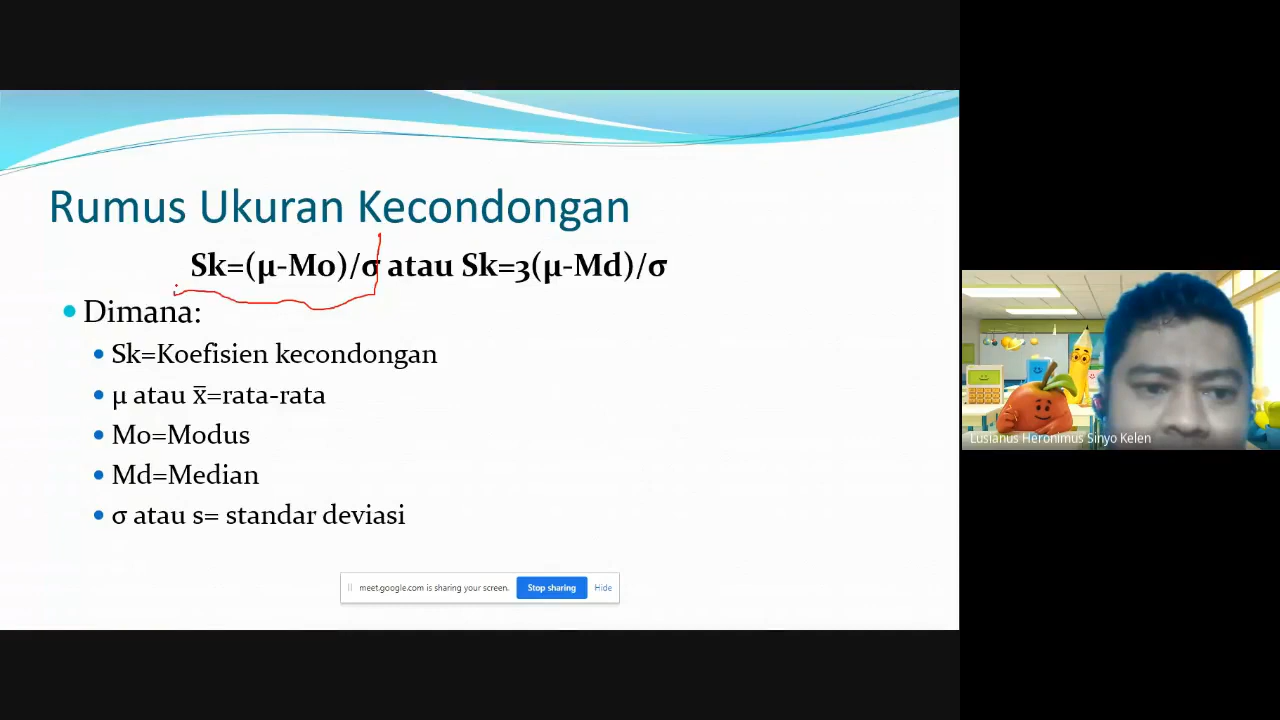 Rumus Ukuran Kecondongan
Sk=(μ-Mo)/σ atau Sk=3(μ-Md)/σ
Dimana:
Sk=Koefisien kecondongan
μ atau x̅=rata-rata
Mo=Modus
Md=Median
σ atau s= standar deviasi
meet.google.com is sharing your screen. Stop sharing Hide
Lusianus Heronimus Sinyo Kelen